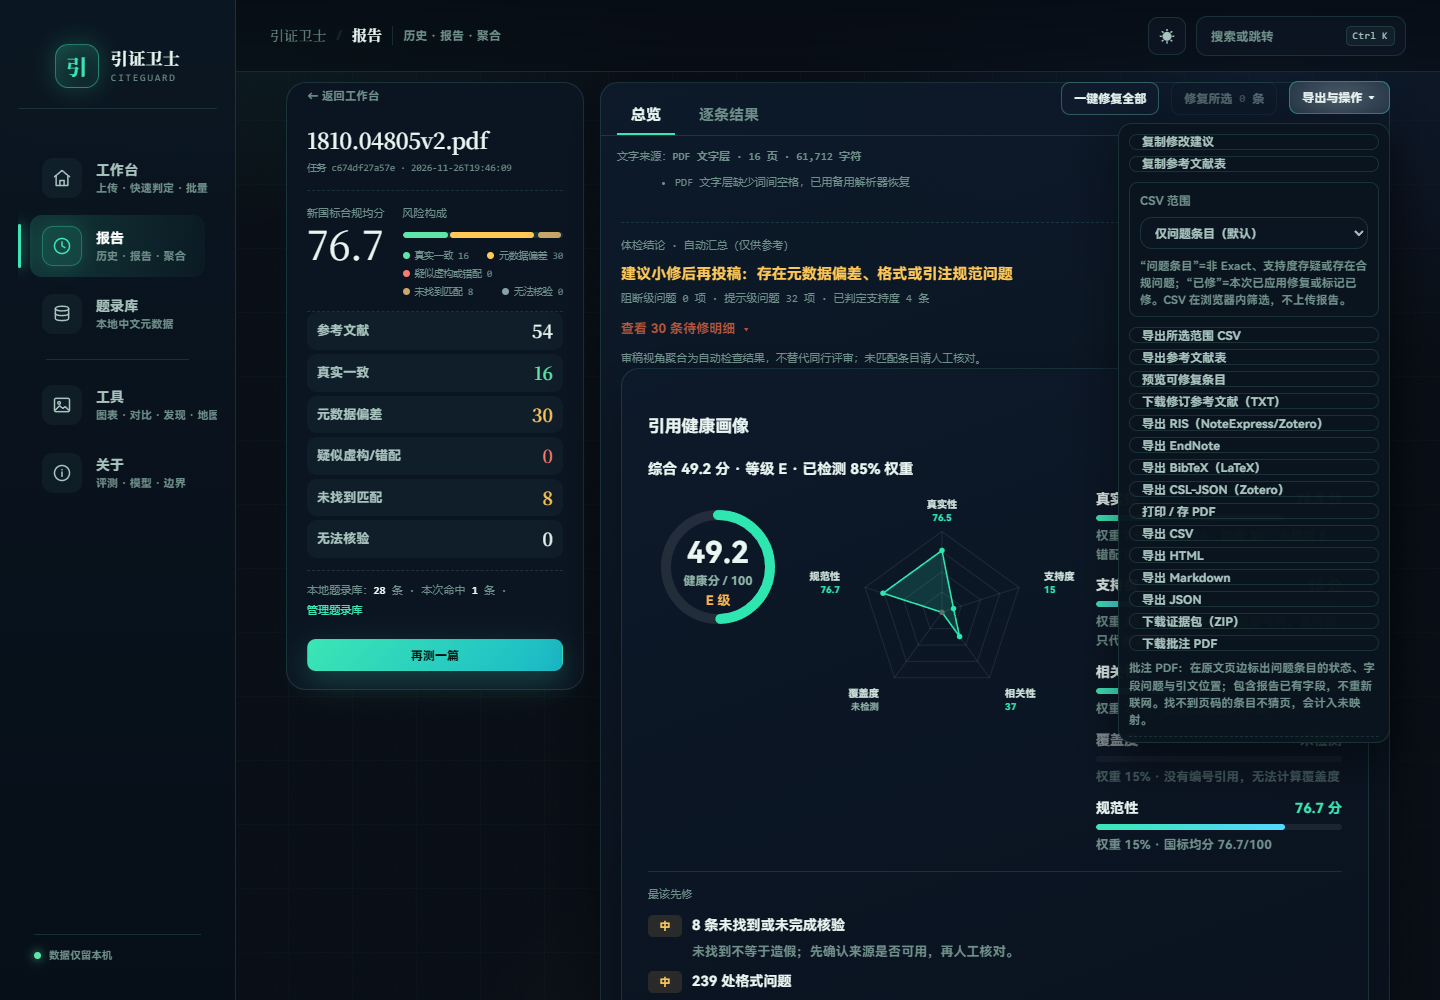 引
引证卫士
CITEGUARD
工作台
上传 · 快速判定 · 批量
报告
历史 · 报告 · 聚合
题录库
本地中文元数据
工具
图表 · 对比 · 发现 · 地图
关于
评测 · 模型 · 边界
数据仅留本机
引证卫士 / 报告 历史 · 报告 · 聚合
搜索或跳转 Ctrl K
← 返回工作台
1810.04805v2.pdf
任务 c674df27a57e · 2026-11-26T19:46:09
新国标合规均分
76.7
风险构成
真实一致 16
元数据偏差 30
疑似虚构或错配 0
未找到匹配 8
无法核验 0
参考文献 54
真实一致 16
元数据偏差 30
疑似虚构/错配 0
未找到匹配 8
无法核验 0
本地题录库：28 条 · 本次命中 1 条 ·
管理题录库
再测一篇
总览
逐条结果
一键修复全部
修复所选 0 条
导出与操作
文字来源：PDF 文字层 · 16 页 · 61,712 字符
• PDF 文字层缺少词间空格，已用备用解析器恢复
体检结论 · 自动汇总（仅供参考）
建议小修后再投稿：存在元数据偏差、格式或引注规范问题
阻断级问题 0 项 · 提示级问题 32 项 · 已判定支持度 4 条
查看 30 条待修明细
审稿视角聚合为自动检查结果，不替代同行评审；未匹配条目请人工核对。
引用健康画像
综合 49.2 分 · 等级 E · 已检测 85% 权重
49.2
健康分 / 100
E 级
真实性
76.5
支持度
15
相关性
37
覆盖度
未检测
规范性
76.7
真实
权重
错配
支持
权重
只代
相关
权重
覆盖度 未检测
权重 15% · 没有编号引用，无法计算覆盖度
规范性 76.7 分
权重 15% · 国标均分 76.7/100
最该先修
中 8 条未找到或未完成核验
未找到不等于造假；先确认来源是否可用，再人工核对。
中 239 处格式问题
复制修改建议
复制参考文献表
CSV 范围
仅问题条目（默认）
“问题条目”=非 Exact、支持度存疑或存在合
规问题；“已修”=本次已应用修复或标记已
修。CSV 在浏览器内筛选，不上传报告。
导出所选范围 CSV
导出参考文献表
预览可修复条目
下载修订参考文献（TXT）
导出 RIS（NoteExpress/Zotero）
导出 EndNote
导出 BibTeX（LaTeX）
导出 CSL-JSON（Zotero）
打印 / 存 PDF
导出 CSV
导出 HTML
导出 Markdown
导出 JSON
下载证据包（ZIP）
下载批注 PDF
批注 PDF：在原文页边标出问题条目的状态、字
段问题与引文位置；包含报告已有字段，不重新
联网。找不到页码的条目不猜页，会计入未映
射。